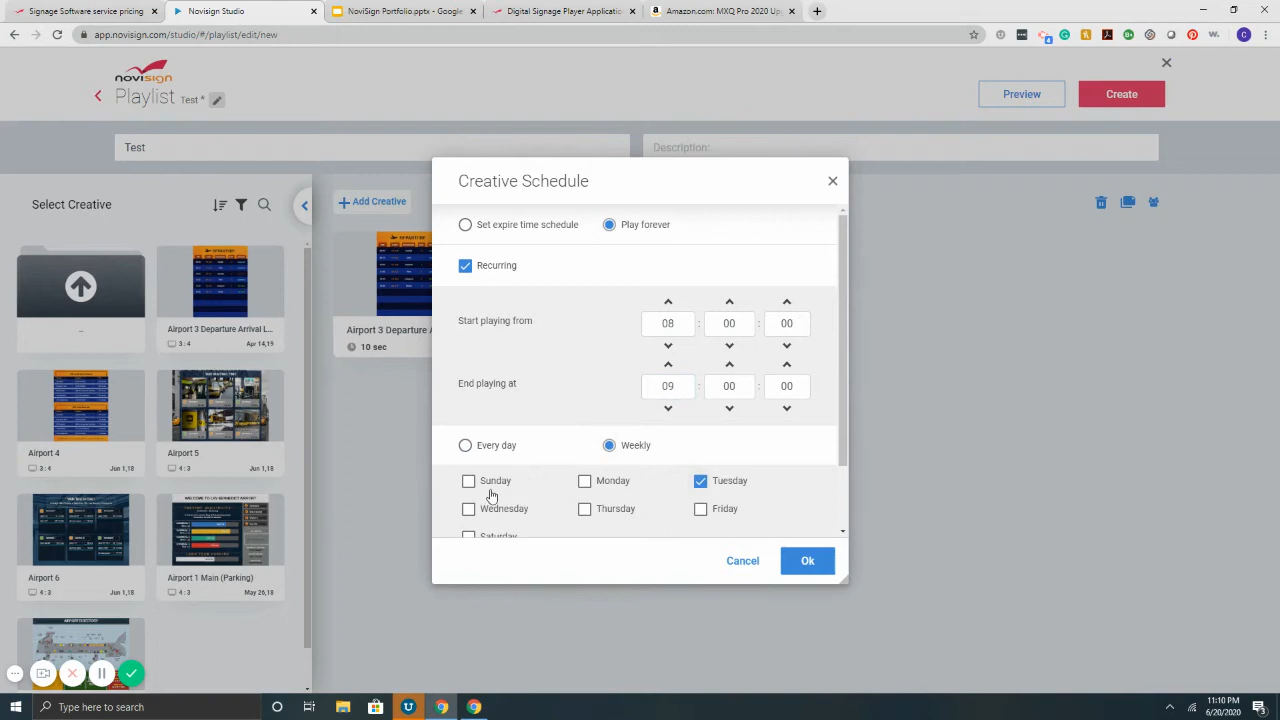 Signage Software service pricing
NoviSign Studio
NoviSign Portfolio.pptx - Google
Digital Signage Player Applicatio
Amazon.com: MXQ Pro 2020 Up
app.novisign.com/studio/#/playlist/edit/new
novisign
Playlist Test *
Preview
Create
Test
Description:
Select Creative
Add Creative
Creative Schedule
Set expire time schedule
Play forever
Recurring
Start playing from
08 : 00 : 00
End playing at
09 : 00 : 00
Every day
Weekly
Sunday
Monday
Tuesday
Wednesday
Thursday
Friday
Saturday
Cancel
Ok
..
Airport 3 Departure Arrival L...
3 : 4
Apr 14,19
Airport 3 Departure A
10 sec
Airport 4
3 : 4
Jun 1,18
Airport 5
4 : 3
Jun 1,18
Airport 6
4 : 3
Jun 1,18
Airport 1 Main (Parking)
4 : 3
May 26,18
AIRPORT DIRECTORY
Type here to search
11:10 PM
6/20/2020